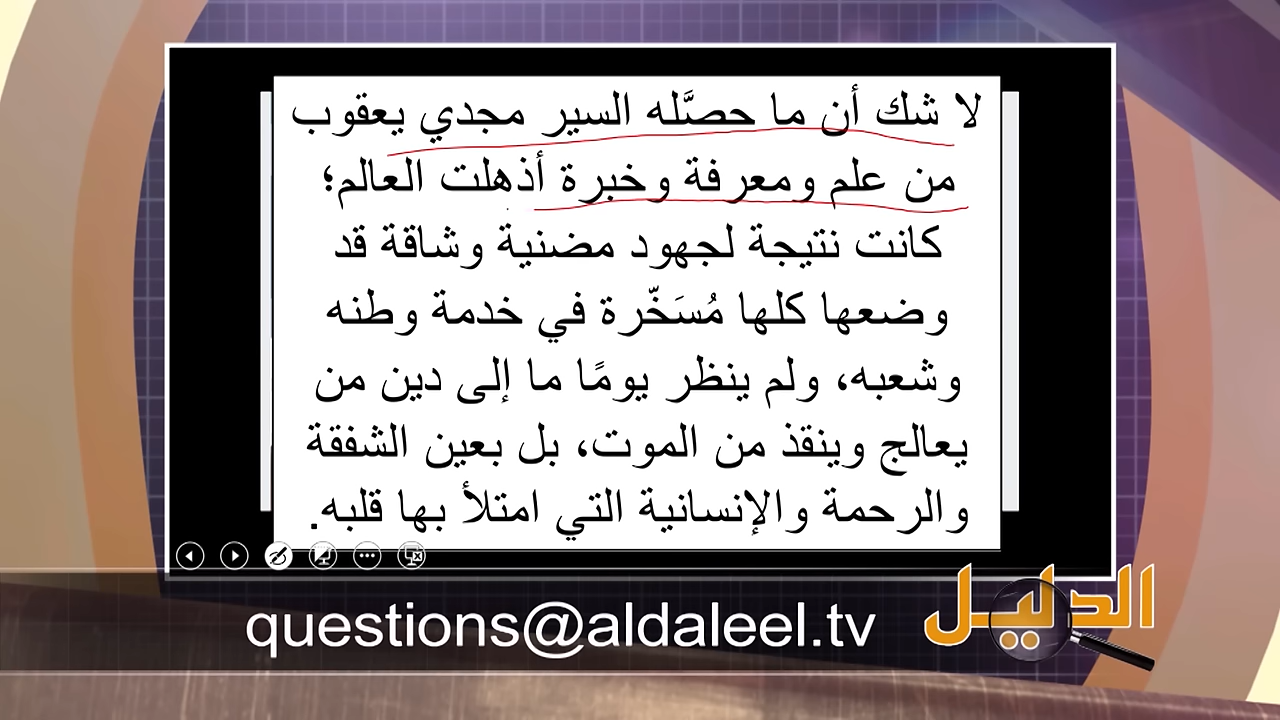 لا شك أن ما حصَّله السير مجدي يعقوب
من علم ومعرفة وخبرة أذهلت العالم؛
كانت نتيجة لجهود مضنية وشاقة قد
وضعها كلها مُسَخّرة في خدمة وطنه
وشعبه، ولم ينظر يومًا ما إلى دين من
يعالج وينقذ من الموت، بل بعين الشفقة
والرحمة والإنسانية التي امتلأ بها قلبه.
questions@aldaleel.tv
الدليل